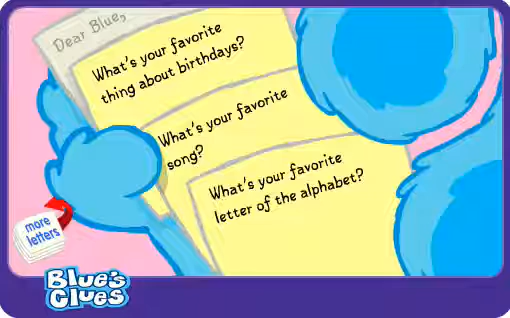 Dear Blue,
What's your favorite
thing about birthdays?
What's your favorite
song?
What's your favorite
letter of the alphabet?
more
letters
Blue's
Clues